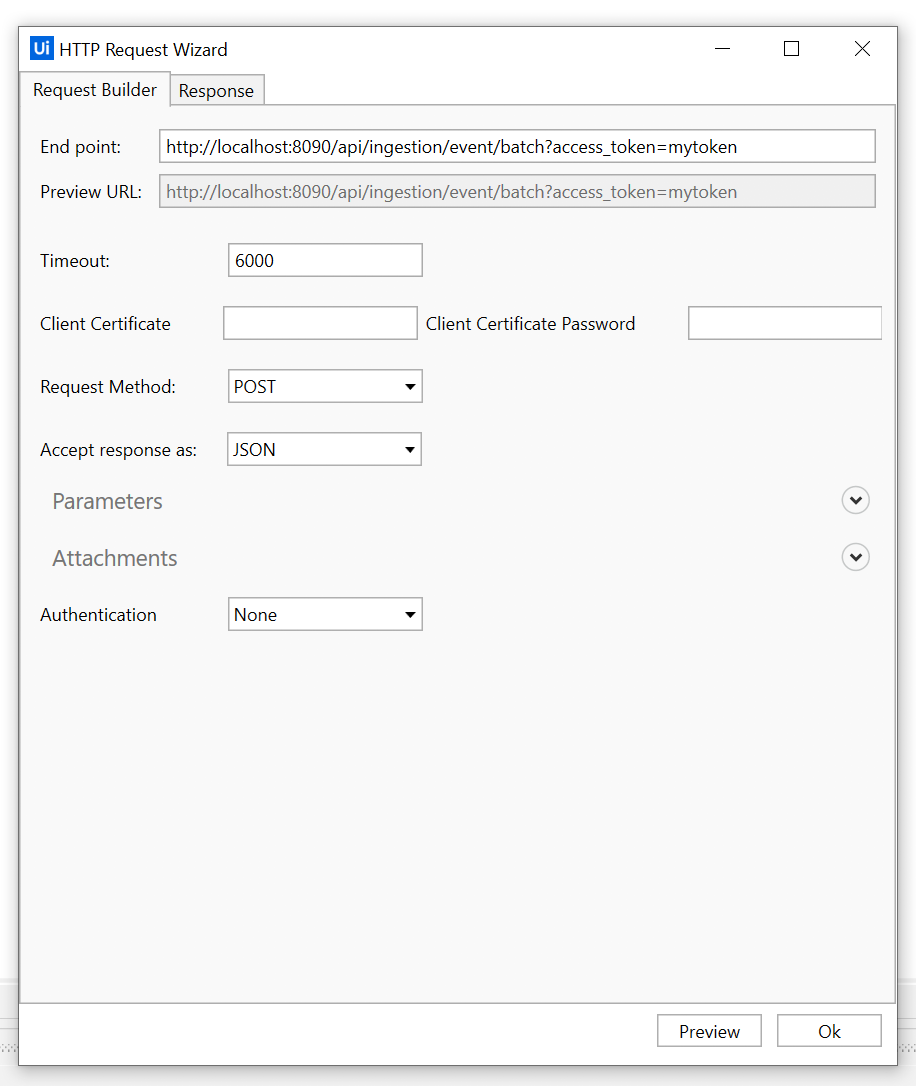 Ui HTTP Request Wizard
Request Builder Response
End point: http://localhost:8090/api/ingestion/event/batch?access_token=mytoken
Preview URL: http://localhost:8090/api/ingestion/event/batch?access_token=mytoken
Timeout: 6000
Client Certificate Client Certificate Password
Request Method: POST
Accept response as: JSON
Parameters
Attachments
Authentication None
Preview Ok